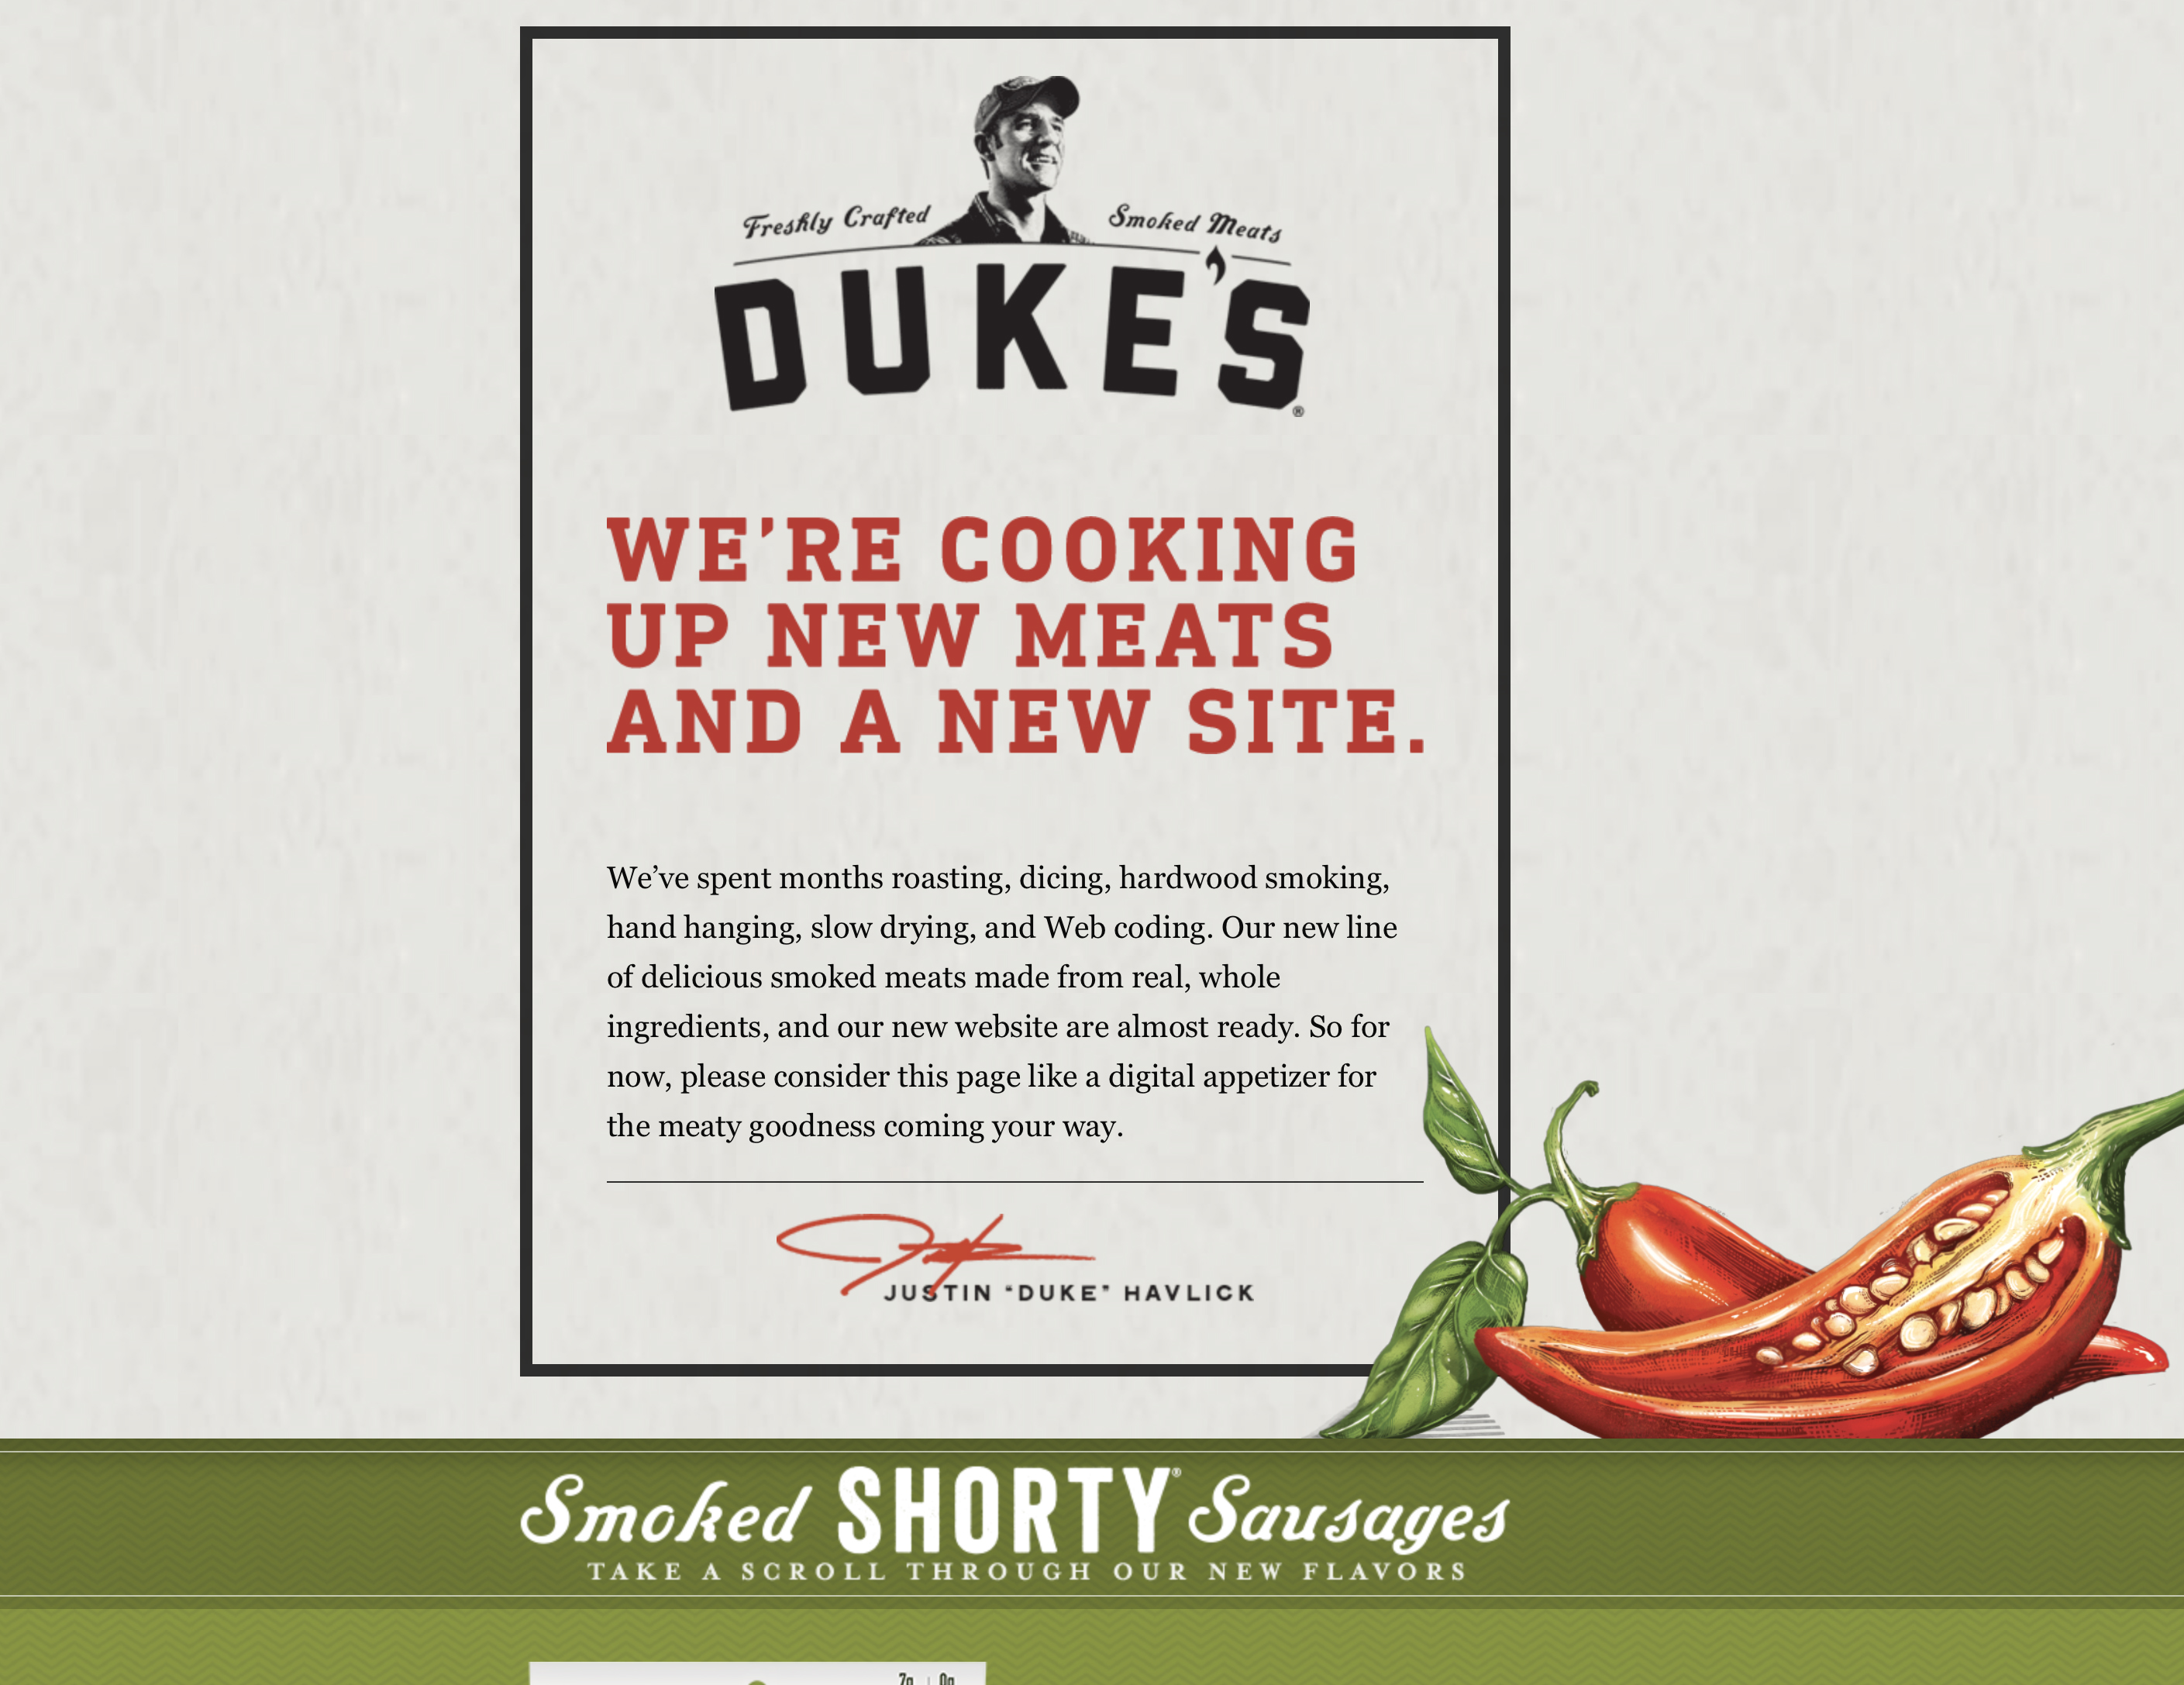 Freshly Crafted Smoked Meats
DUKE'S®
WE'RE COOKING
UP NEW MEATS
AND A NEW SITE.
We've spent months roasting, dicing, hardwood smoking,
hand hanging, slow drying, and Web coding. Our new line
of delicious smoked meats made from real, whole
ingredients, and our new website are almost ready. So for
now, please consider this page like a digital appetizer for
the meaty goodness coming your way.
JUSTIN "DUKE" HAVLICK
Smoked SHORTY® Sausages
TAKE A SCROLL THROUGH OUR NEW FLAVORS
7g | 0g